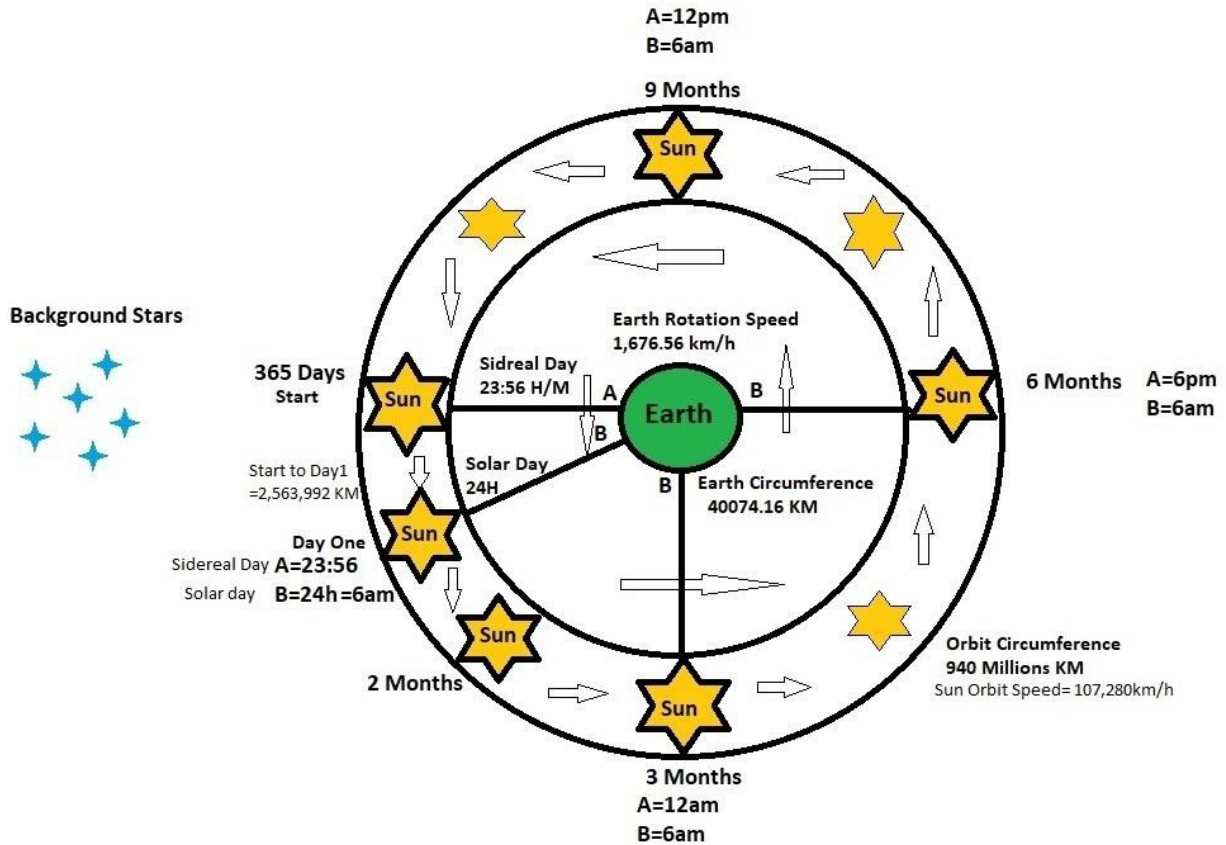 A=12pm
B=6am
9 Months
Sun
Background Stars
365 Days
Start
Sun
Sidreal Day
23:56 H/M
Earth Rotation Speed
1,676.56 km/h
A
B
Earth
B
Sun
6 Months
A=6pm
B=6am
Solar Day
24H
B
Earth Circumference
40074.16 KM
Start to Day1
=2,563,992 KM
Sun
Day One
Sidereal Day A=23:56
Solar day B=24h =6am
Sun
2 Months
Orbit Circumference
940 Millions KM
Sun Orbit Speed= 107,280km/h
Sun
3 Months
A=12am
B=6am